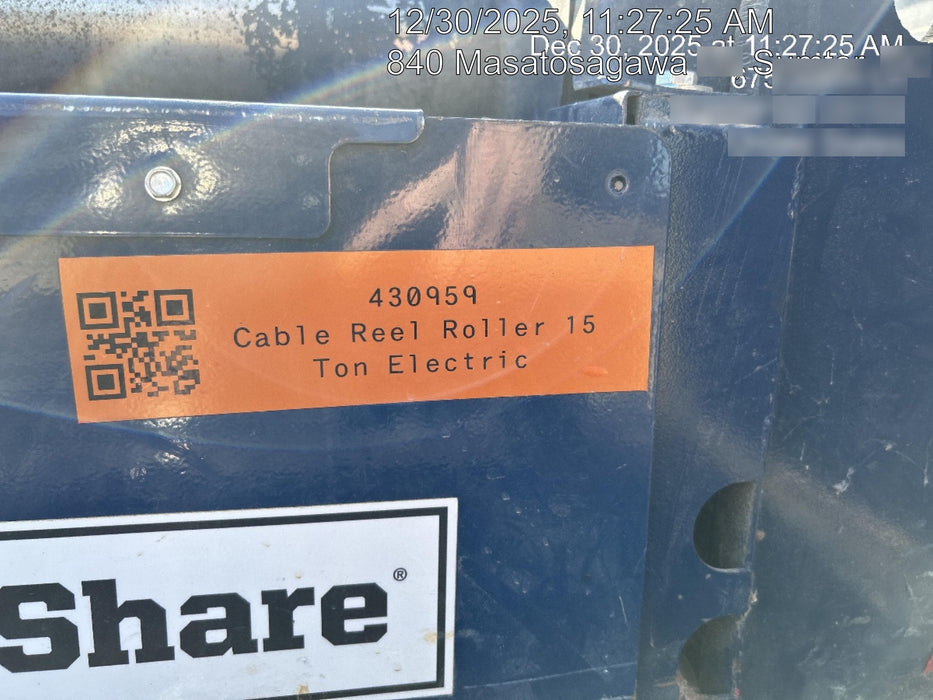 12/30/2025, 11:27:25 AM
Dec 30, 2025 at 11:27:25 AM
840 Masatosagawa
430959
Cable Reel Roller 15
Ton Electric
Share®